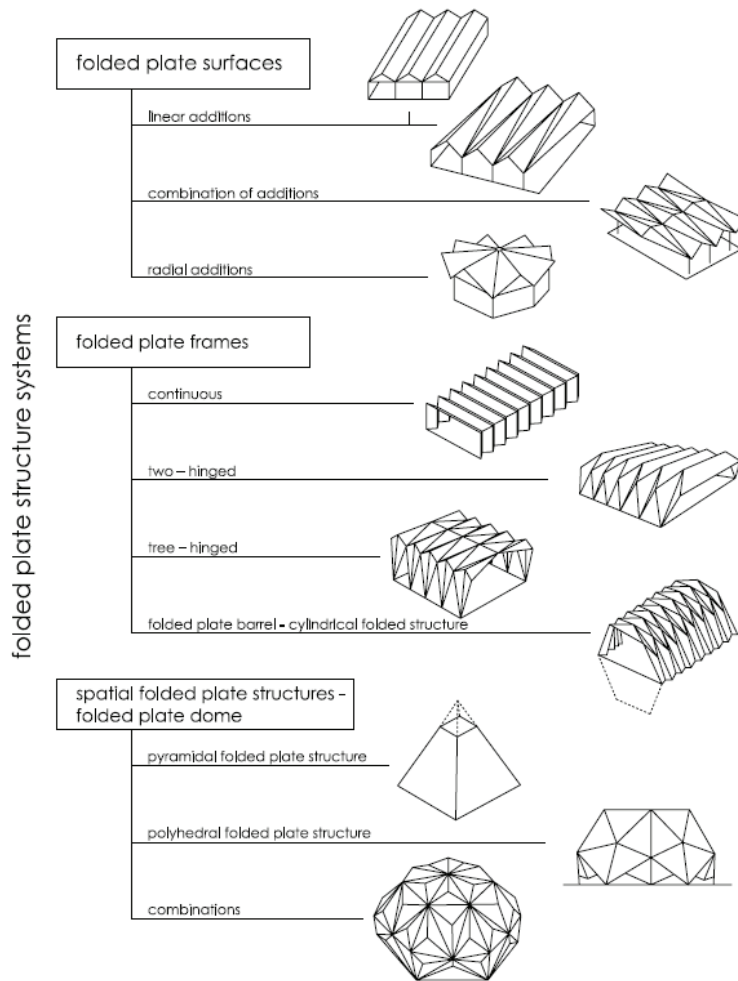 folded plate structure systems
folded plate surfaces
linear additions
combination of additions
radial additions
folded plate frames
continuous
two – hinged
tree – hinged
folded plate barrel - cylindrical folded structure
spatial folded plate structures -
folded plate dome
pyramidal folded plate structure
polyhedral folded plate structure
combinations